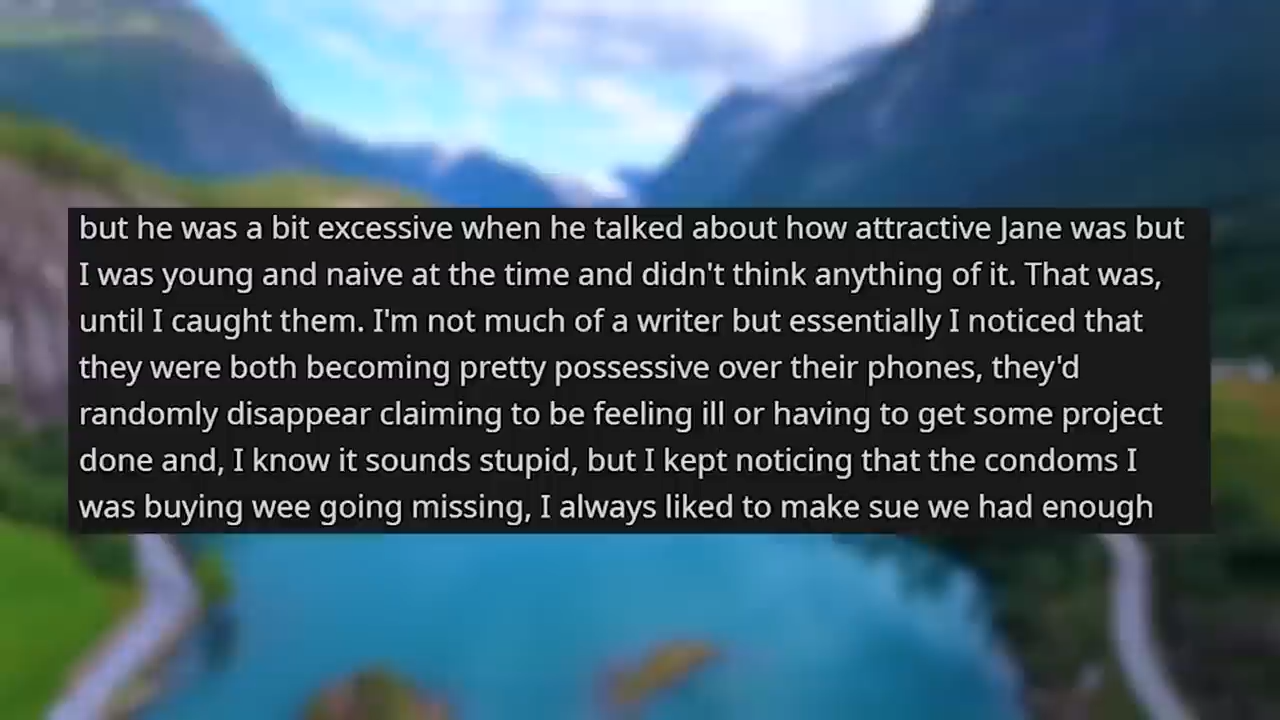 but he was a bit excessive when he talked about how attractive Jane was but
I was young and naive at the time and didn't think anything of it. That was,
until I caught them. I'm not much of a writer but essentially I noticed that
they were both becoming pretty possessive over their phones, they'd
randomly disappear claiming to be feeling ill or having to get some project
done and, I know it sounds stupid, but I kept noticing that the condoms I
was buying wee going missing, I always liked to make sue we had enough